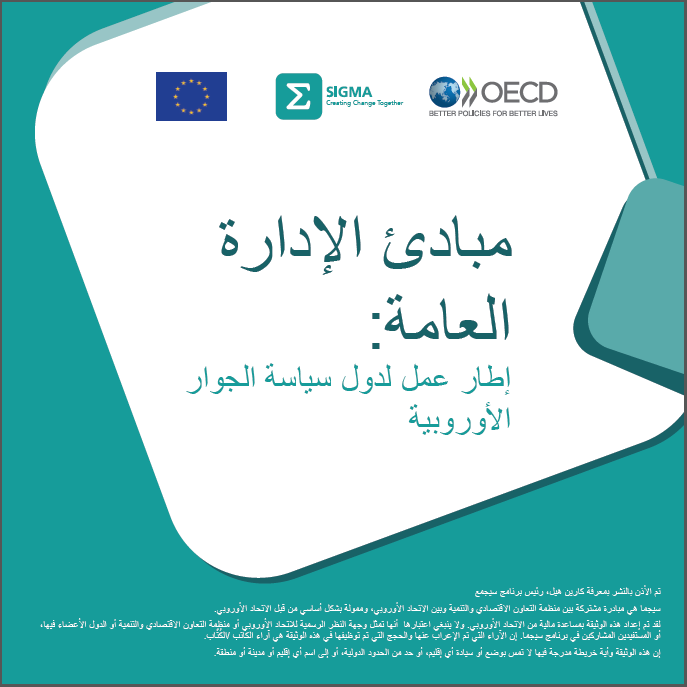 SIGMA
Creating Change Together
OECD
BETTER POLICIES FOR BETTER LIVES
مبادئ الإدارة
العامة:
إطار عمل لدول سياسة الجوار
الأوروبية
تم الأذن بالنشر بمعرفة كارين هيل، رئيس برنامج سيجمع
سيجما هي مبادرة مشتركة بين منظمة التعاون الاقتصادي والتنمية وبين الاتحاد الأوروبي، وممولة بشكل أساسي من قبل الاتحاد الأوروبي.
لقد تم إعداد هذه الوثيقة بمساعدة مالية من الاتحاد الأوروبي. ولا ينبغي اعتبارها أنها تمثل وجهة النظر الرسمية للاتحاد الأوروبي أو منظمة التعاون الاقتصادي والتنمية أو الدول الأعضاء فيها،
أو المستفيدين المشاركين في برنامج سيجما. إن الآراء التي تم الإعراب عنها والحجج التي تم توظيفها في هذه الوثيقة هي آراء الكاتب /الكُتَّاب.
إن هذه الوثيقة وأية خريطة مدرجة فيها لا تمس بوضع أو سيادة أي إقليم، أو حد من الحدود الدولية، أو إلى اسم أي إقليم أو مدينة أو منطقة.